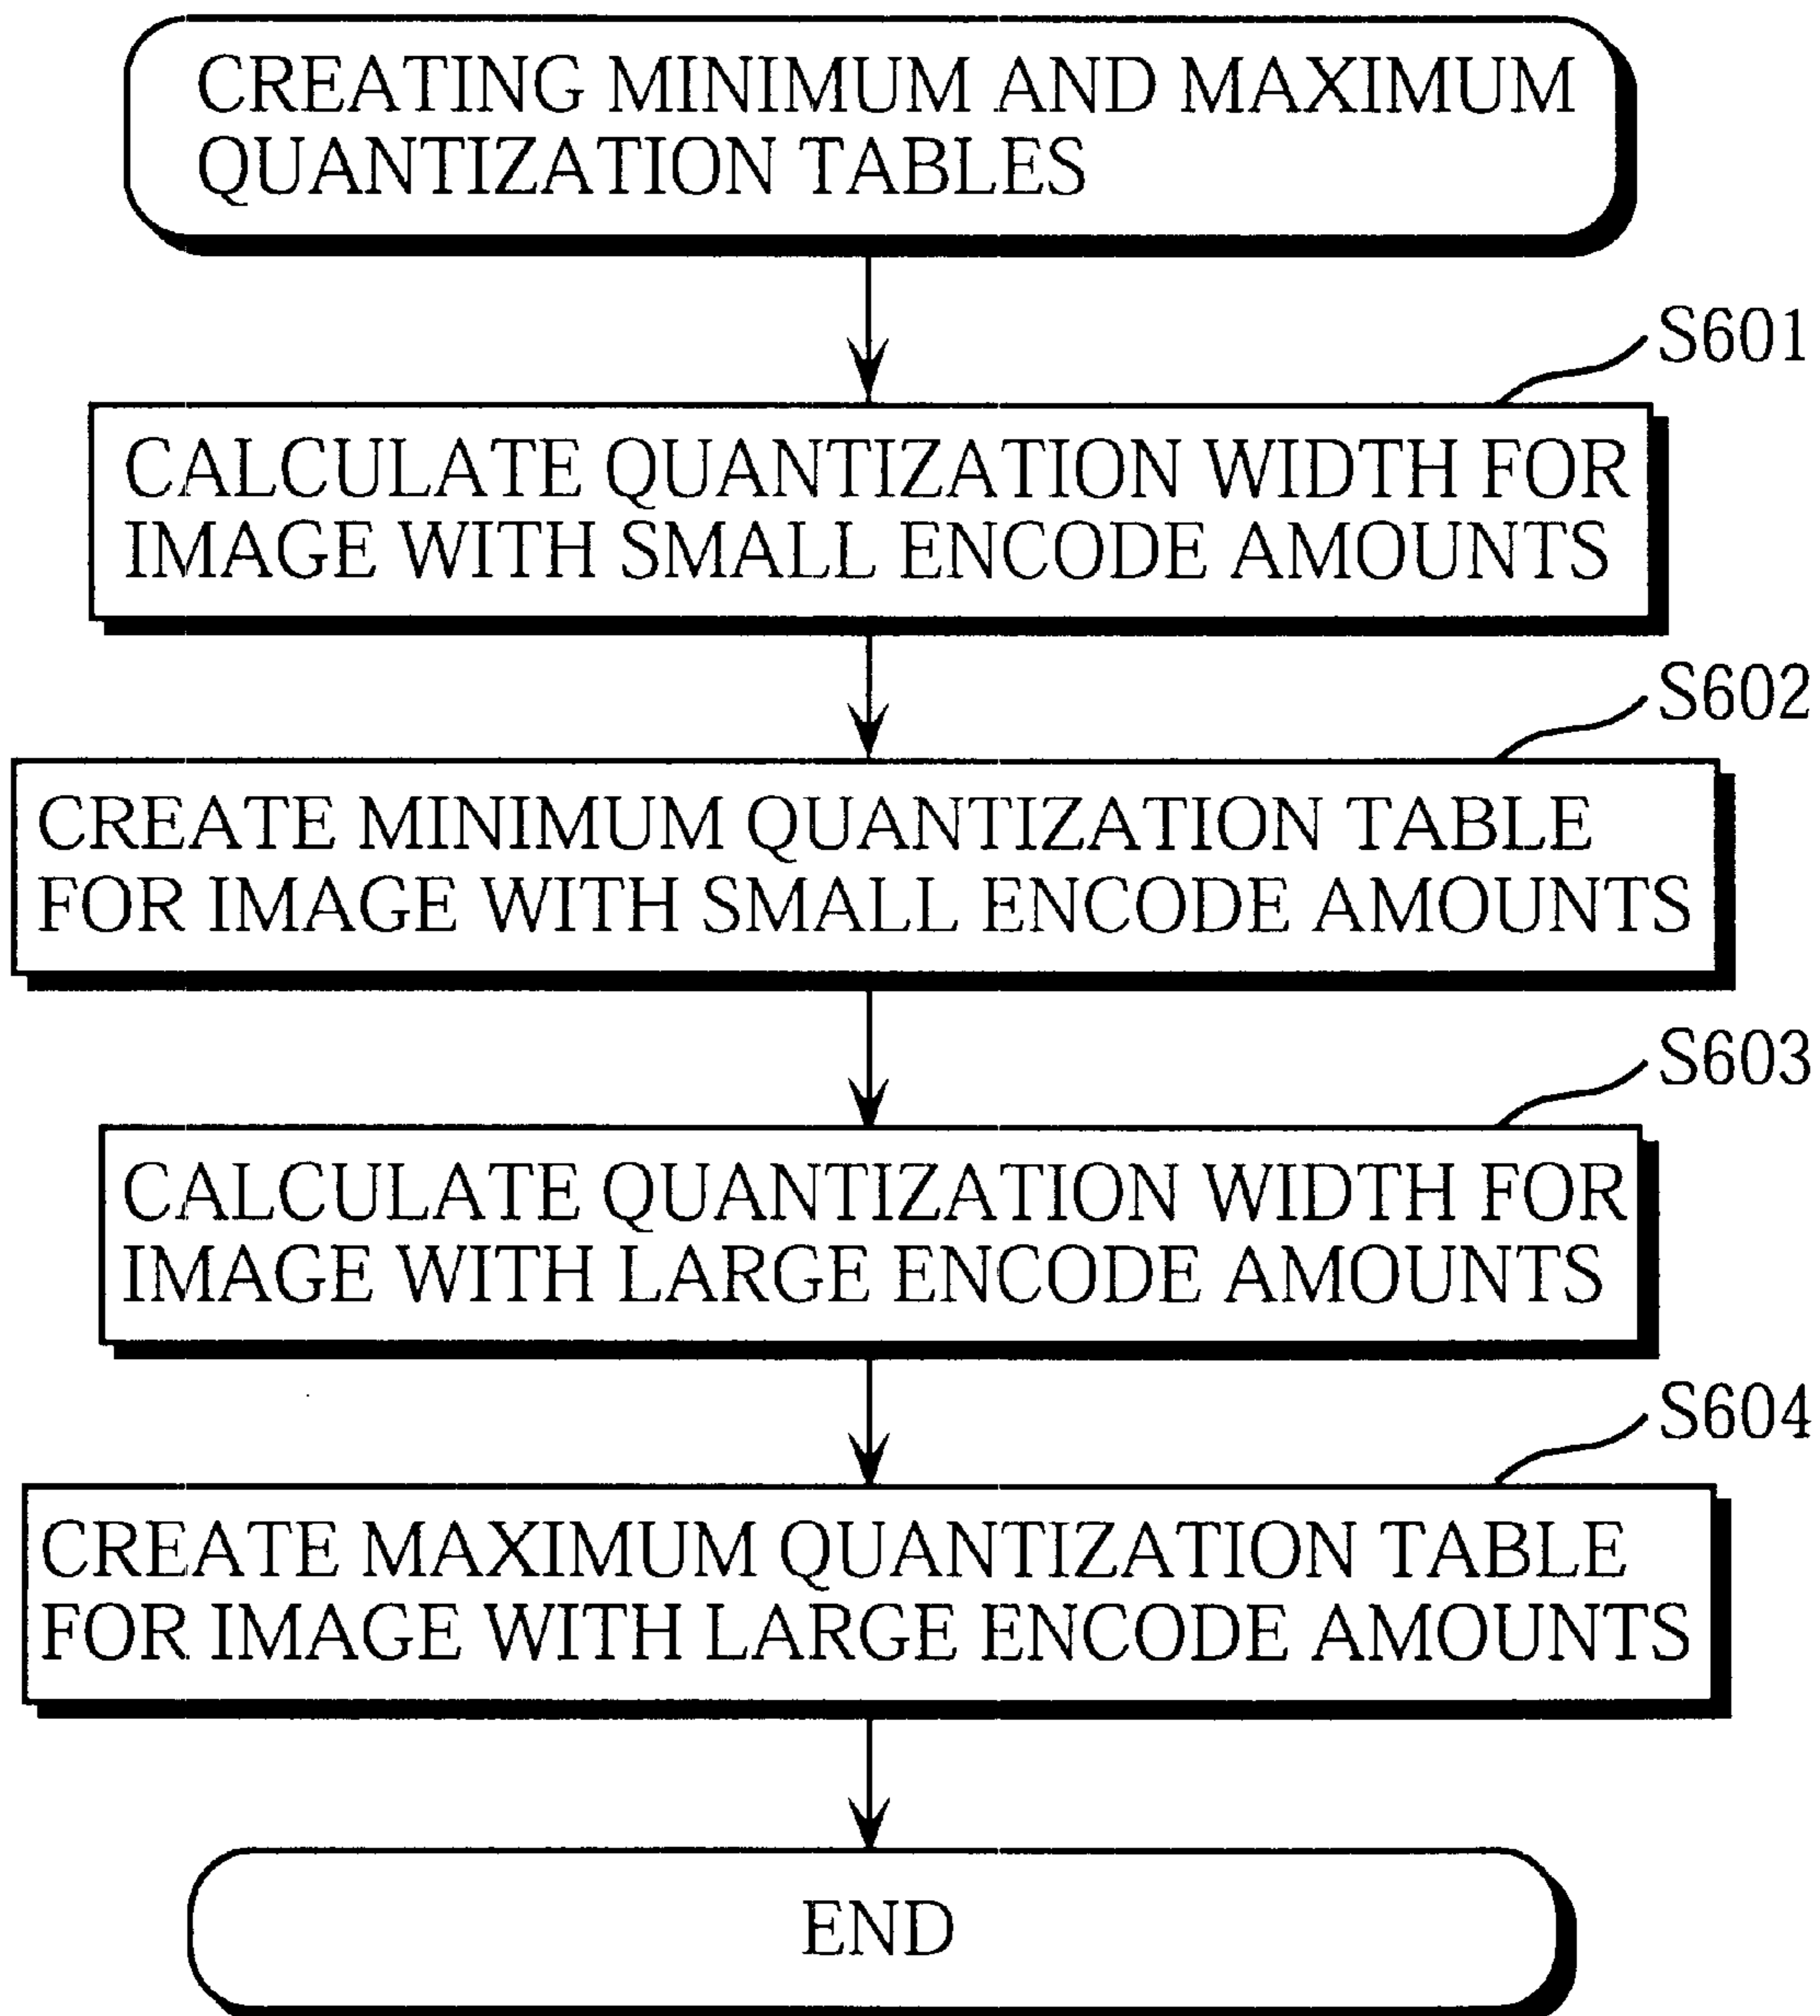 CREATING MINIMUM AND MAXIMUM
QUANTIZATION TABLES
S601
CALCULATE QUANTIZATION WIDTH FOR
IMAGE WITH SMALL ENCODE AMOUNTS
S602
CREATE MINIMUM QUANTIZATION TABLE
FOR IMAGE WITH SMALL ENCODE AMOUNTS
S603
CALCULATE QUANTIZATION WIDTH FOR
IMAGE WITH LARGE ENCODE AMOUNTS
S604
CREATE MAXIMUM QUANTIZATION TABLE
FOR IMAGE WITH LARGE ENCODE AMOUNTS
END